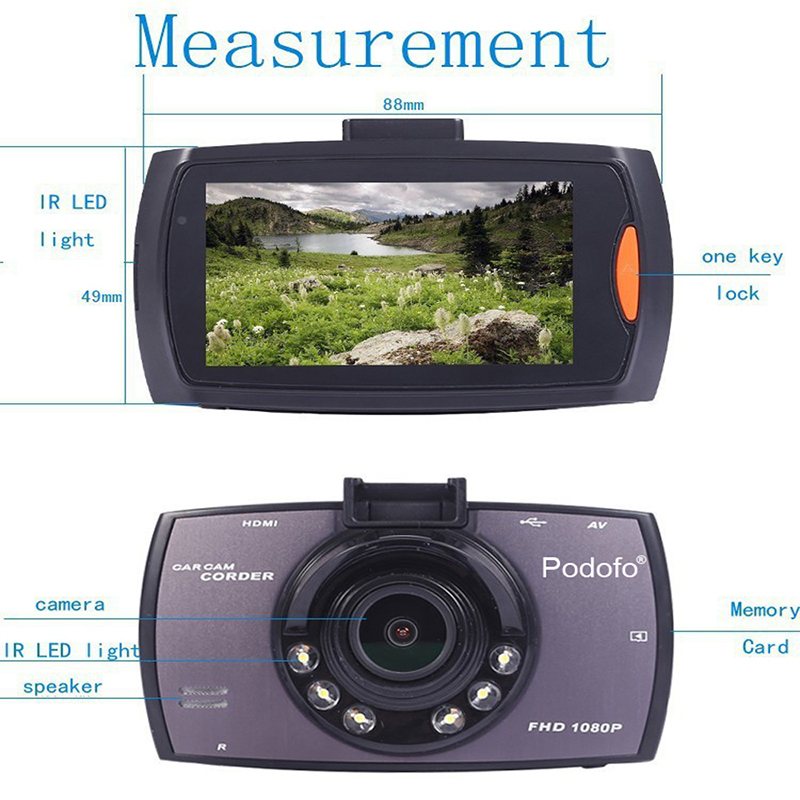 Measurement
88mm
IR LED
light
49mm
one key
lock
HDMI
AV
CAR CAM
CORDER
Podofo®
camera
IR LED light
speaker
Memory
Card
FHD 1080P
R